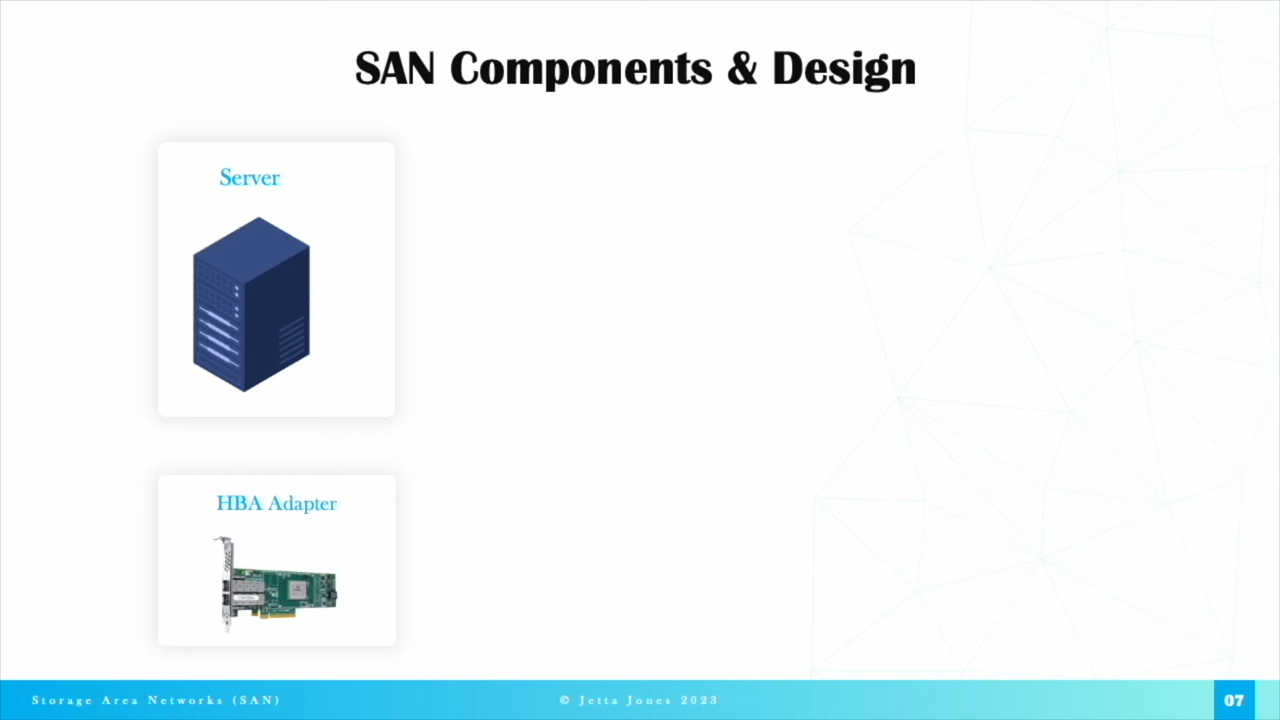 SAN Components & Design
Server
HBA Adapter
Storage Area Networks (SAN)
© Jetta Jones 2023
07